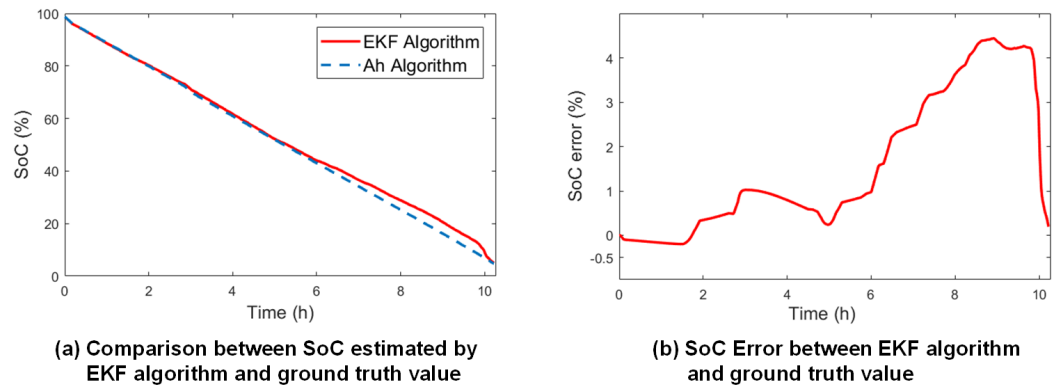 100
80
60
40
20
0
SoC (%)
EKF Algorithm
Ah Algorithm
0 2 4 6 8 10
Time (h)
(a) Comparison between SoC estimated by
EKF algorithm and ground truth value
4
3
2
1
0
-0.5
SoC error (%)
0 2 4 6 8 10
Time (h)
(b) SoC Error between EKF algorithm
and ground truth value